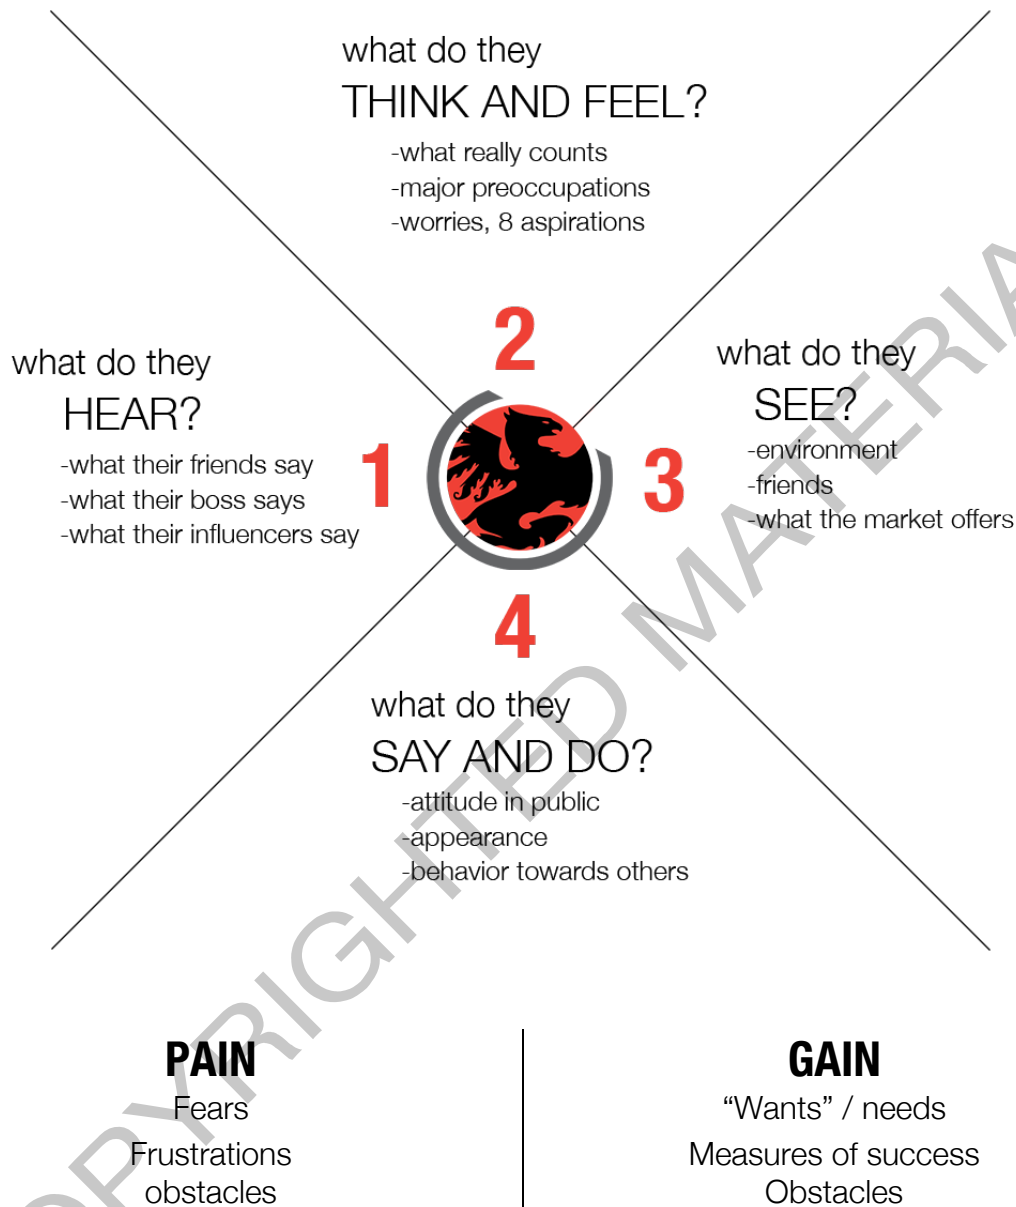 what do they
THINK AND FEEL?
-what really counts
-major preoccupations
-worries, 8 aspirations
2
what do they
HEAR?
-what their friends say
-what their boss says
-what their influencers say
1
3
what do they
SEE?
-environment
-friends
-what the market offers
4
what do they
SAY AND DO?
-attitude in public
-appearance
-behavior towards others
PAIN
Fears
Frustrations
obstacles
GAIN
“Wants” / needs
Measures of success
Obstacles
OPYRIGHTED MATERIA